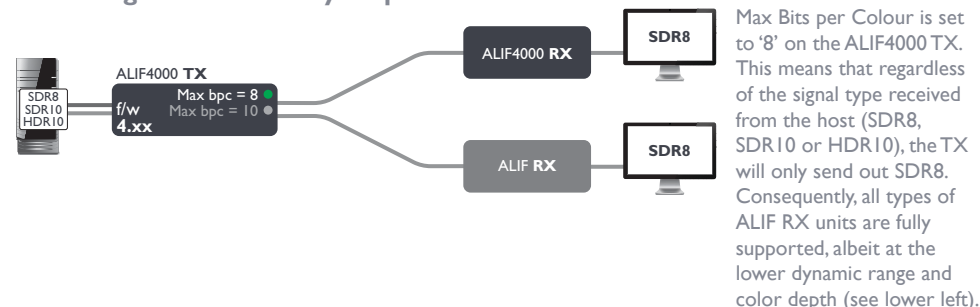 ALIF4000 TX
SDR8
SDR10
HDR10
f/w
4.xx
Max bpc = 8
Max bpc = 10
ALIF4000 RX
SDR8
ALIF RX
SDR8
Max Bits per Colour is set
to ‘8’ on the ALIF4000 TX.
This means that regardless
of the signal type received
from the host (SDR8,
SDR10 or HDR10), the TX
will only send out SDR8.
Consequently, all types of
ALIF RX units are fully
supported, albeit at the
lower dynamic range and
color depth (see lower left).